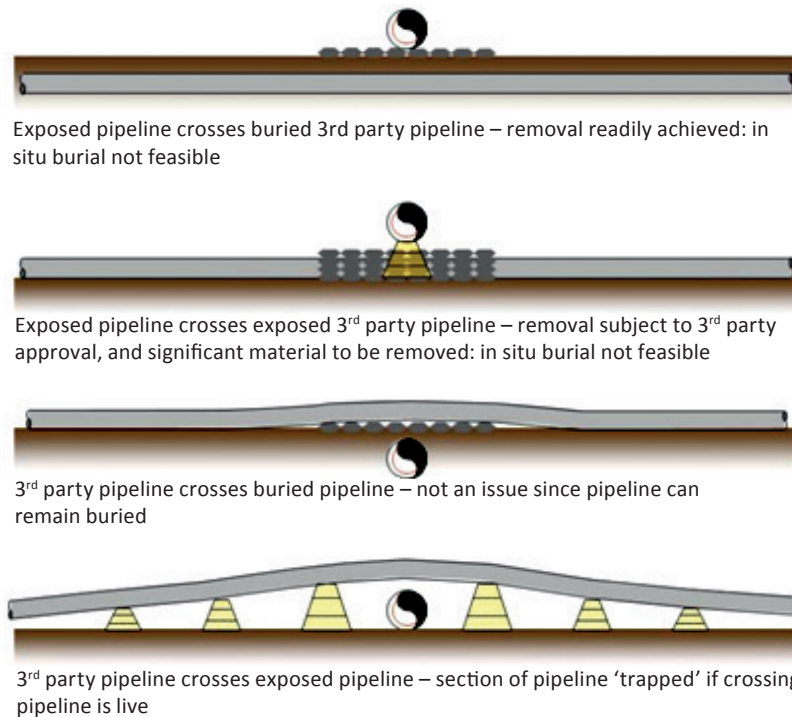 Exposed pipeline crosses buried 3rd party pipeline – removal readily achieved: in
situ burial not feasible
Exposed pipeline crosses exposed 3rd party pipeline – removal subject to 3rd party
approval, and significant material to be removed: in situ burial not feasible
3rd party pipeline crosses buried pipeline – not an issue since pipeline can
remain buried
3rd party pipeline crosses exposed pipeline – section of pipeline ‘trapped’ if crossing
pipeline is live